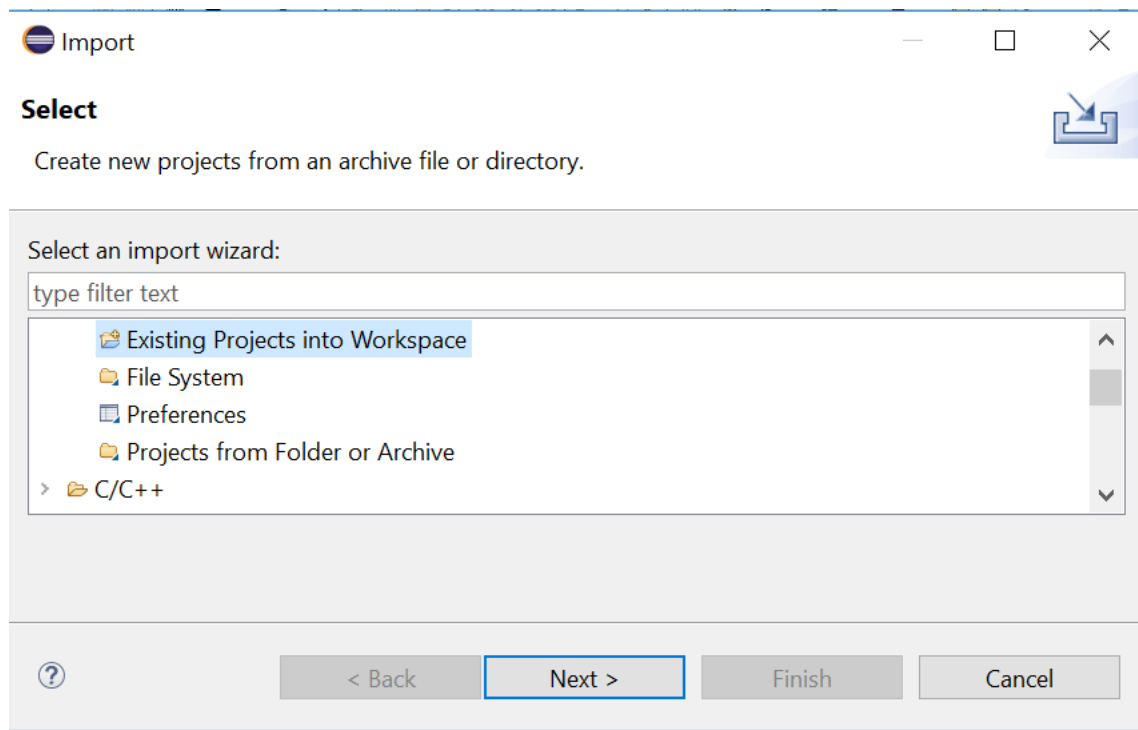 Import
Select
Create new projects from an archive file or directory.
Select an import wizard:
type filter text
Existing Projects into Workspace
File System
Preferences
Projects from Folder or Archive
C/C++
< Back
Next >
Finish
Cancel